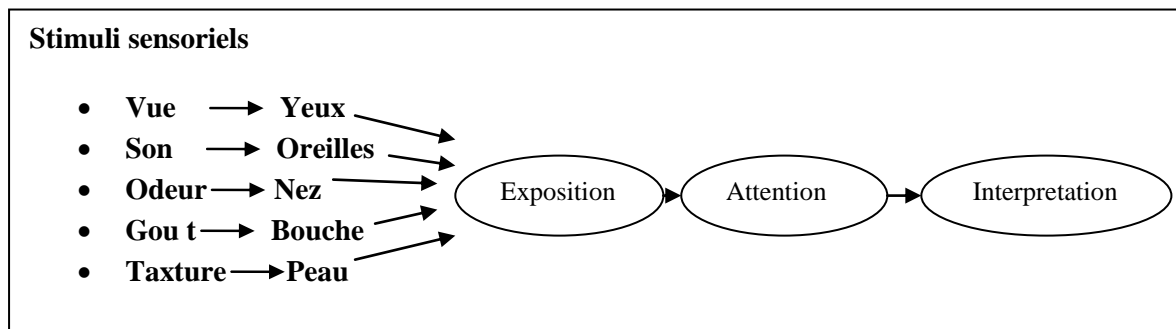 Stimuli sensoriels
• Vue Yeux
• Son Oreilles
• Odeur Nez
• Gou t Bouche
• Taxture Peau
Exposition Attention Interpretation